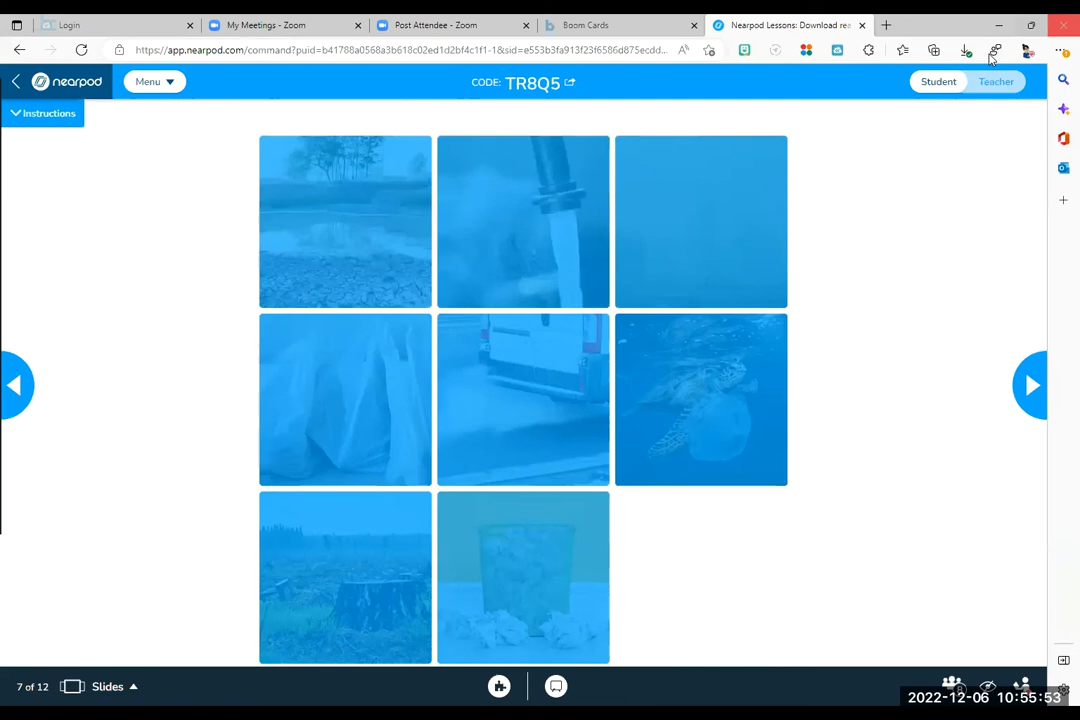 Login
My Meetings - Zoom
Post Attendee - Zoom
Boom Cards
Nearpod Lessons: Download rea
https://app.nearpod.com/command?puid=b41788a0568a3b618c02ed1d2bf4c1f1-1&sid=e553b3fa913f23f6586d875ecdd...
nearpod
Menu
CODE: TR8Q5
Student
Teacher
Instructions
7 of 12
Slides
2022-12-06 10:55:53